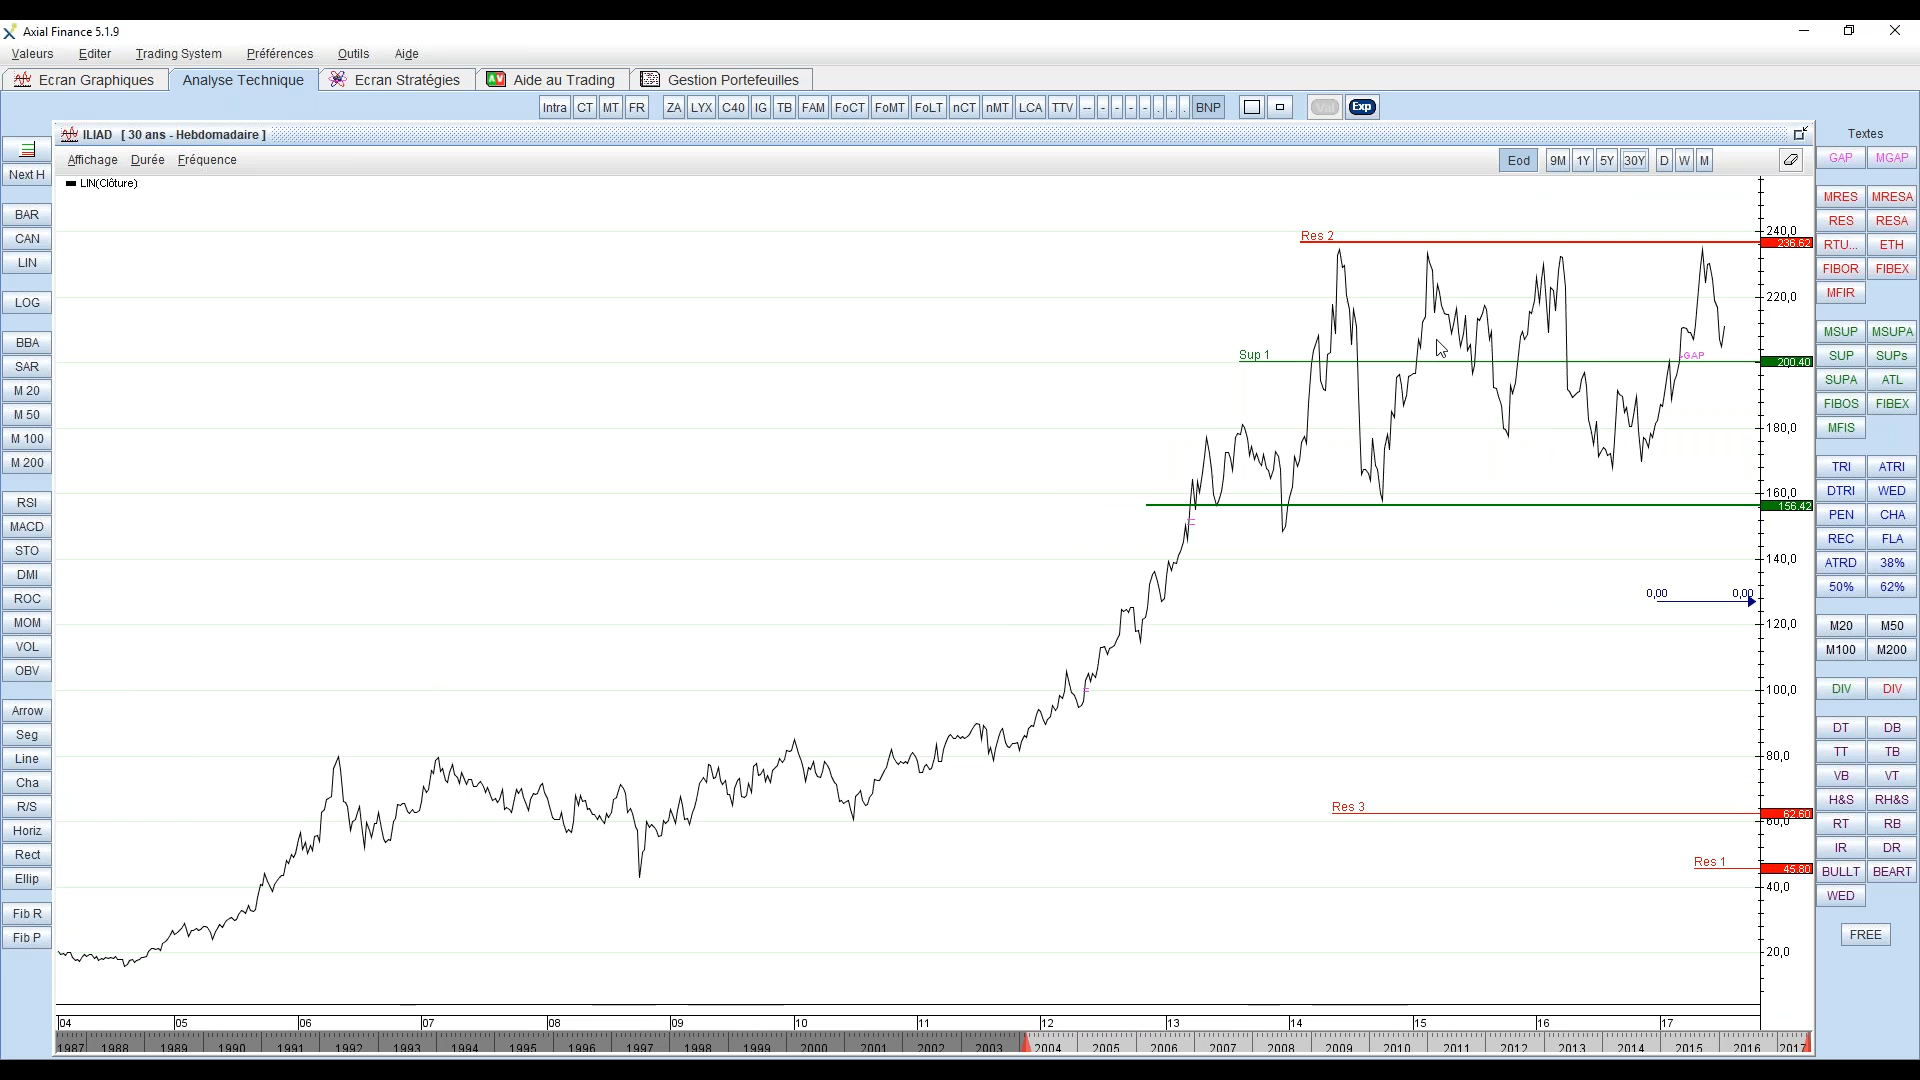 Axial Finance 5.1.9
Valeurs Editer Trading System Préférences Outils Aide
Ecran Graphiques Analyse Technique Ecran Stratégies Aide au Trading Gestion Portefeuilles
Intra CT MT FR ZA LYX C40 IG TB FAM FoCT FoMT FoLT nCT nMT LCA TTV -- - - - - . . . BNP Val Exp
ILIAD [ 30 ans - Hebdomadaire ]
Textes
Affichage Durée Fréquence Eod 9M 1Y 5Y 30Y D W M
LIN(Clôture)
Next H
BAR
CAN
LIN
LOG
BBA
SAR
M 20
M 50
M 100
M 200
RSI
MACD
STO
DMI
ROC
MOM
VOL
OBV
Arrow
Seg
Line
Cha
R/S
Horiz
Rect
Ellip
Fib R
Fib P
Res 2
Sup 1
GAP
0,00 0,00
Res 3
Res 1
240,0
236.62
220,0
200.40
180,0
160,0
156.42
140,0
120,0
100,0
80,0
62.60
60,0
45.80
40,0
20,0
04 05 06 07 08 09 10 11 12 13 14 15 16 17
1987 1988 1989 1990 1991 1992 1993 1994 1995 1996 1997 1998 1999 2000 2001 2002 2003 2004 2005 2006 2007 2008 2009 2010 2011 2012 2013 2014 2015 2016 2017
GAP MGAP
MRES MRESA
RES RESA
RTU... ETH
FIBOR FIBEX
MFIR
MSUP MSUPA
SUP SUPs
SUPA ATL
FIBOS FIBEX
MFIS
TRI ATRI
DTRI WED
PEN CHA
REC FLA
ATRD 38%
50% 62%
M20 M50
M100 M200
DIV DIV
DT DB
TT TB
VB VT
H&S RH&S
RT RB
IR DR
BULLT BEART
WED
FREE